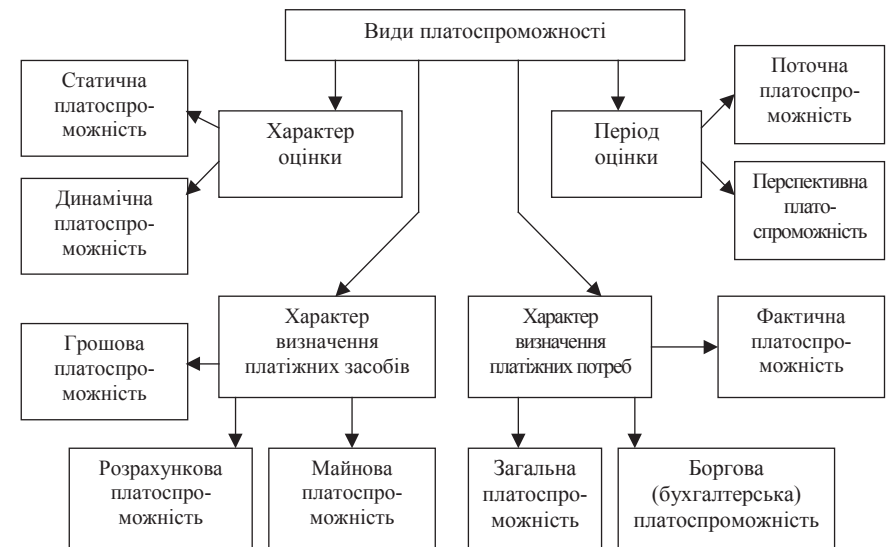 Види платоспроможності
Статична
платоспро-
можність
Характер
оцінки
Динамічна
платоспро-
можність
Період
оцінки
Поточна
платоспро-
можність
Перспективна
плато-
спроможність
Грошова
платоспро-
можність
Характер
визначення
платіжних засобів
Характер
визначення
платіжних потреб
Фактична
платоспро-
можність
Розрахункова
платоспро-
можність
Майнова
платоспро-
можність
Загальна
платоспро-
можність
Боргова
(бухгалтерська)
платоспроможність